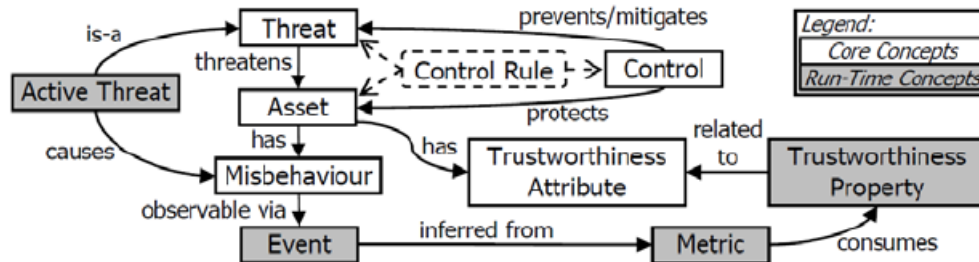 prevents/mitigates
Legend:
is-a
Threat
Core Concepts
threatens
Control Rule
Control
Run-Time Concepts
Active Threat
Asset
protects
causes
has
has
related
to
Misbehaviour
Trustworthiness
Attribute
Trustworthiness
Property
observable via
Event
inferred from
Metric
consumes